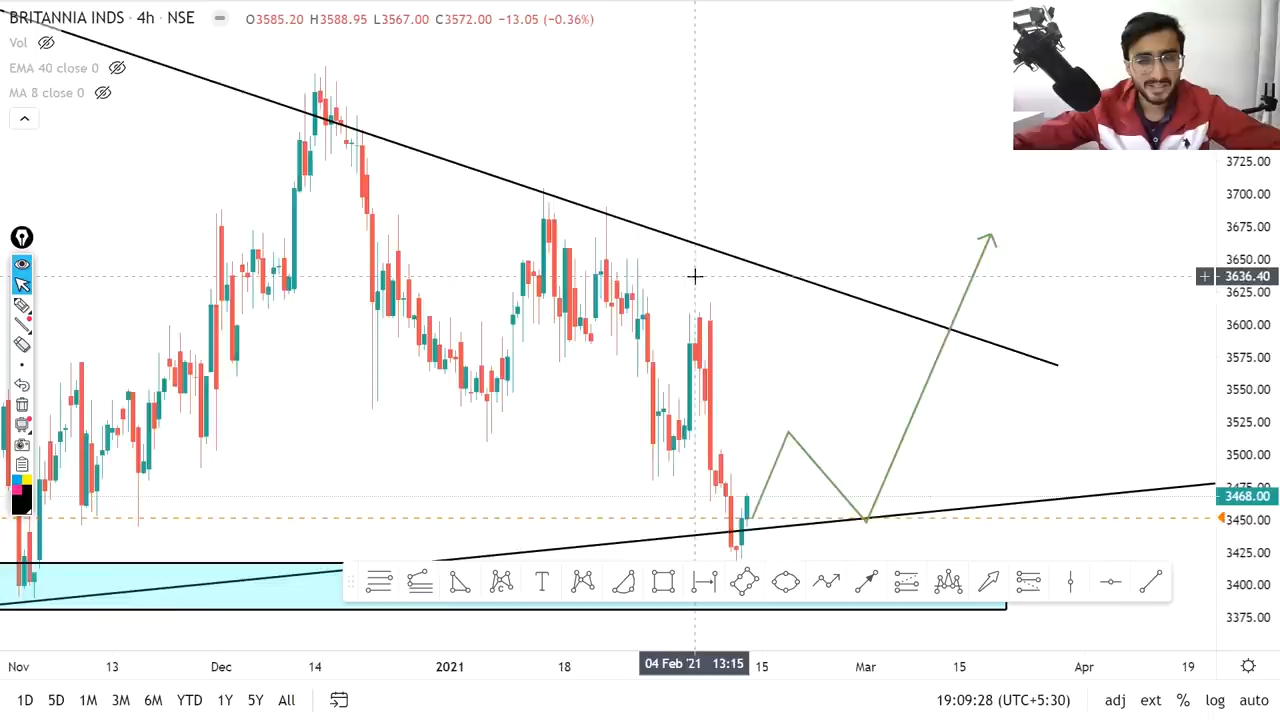 BRITANNIA INDS · 4h · NSE O3585.20 H3588.95 L3567.00 C3572.00 −13.05 (−0.36%)
Vol
EMA 40 close 0
MA 8 close 0
3725.00
3700.00
3675.00
3650.00
3636.40
3625.00
3600.00
3575.00
3550.00
3525.00
3500.00
3475.00
3468.00
3450.00
3425.00
3400.00
3375.00
C
T
Nov 13 Dec 14 2021 18 04 Feb '21 13:15 15 Mar 15 Apr 19
1D 5D 1M 3M 6M YTD 1Y 5Y All 19:09:28 (UTC+5:30) adj ext % log auto